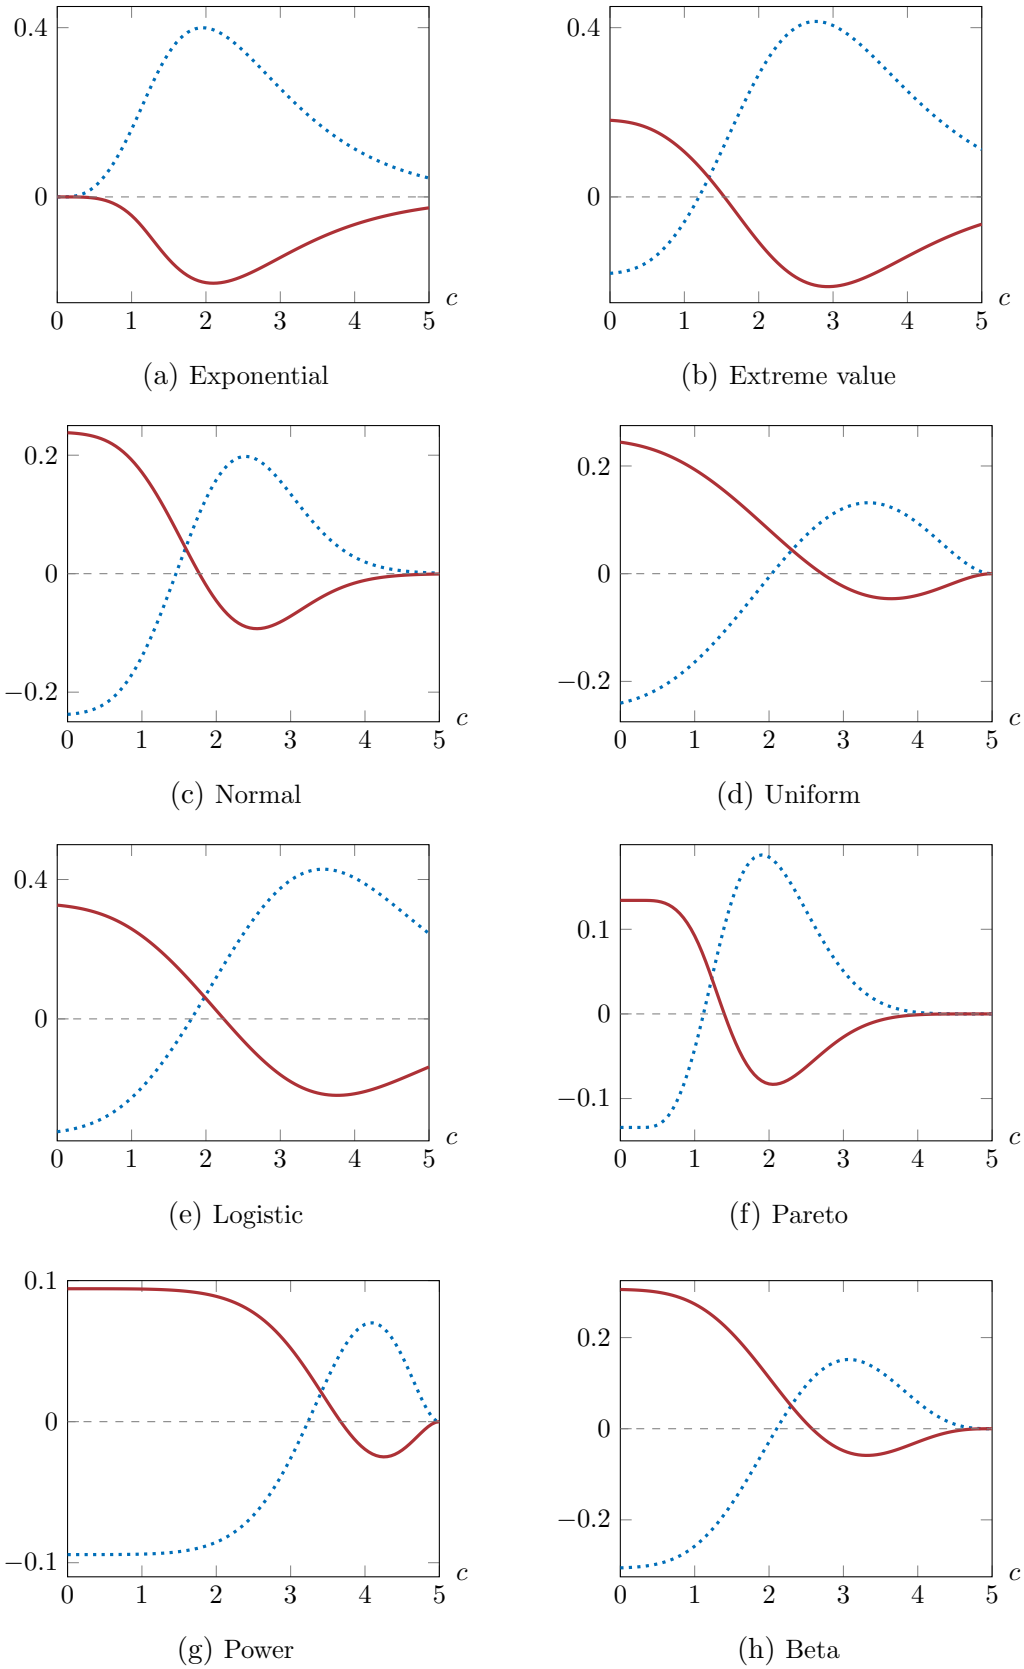 0.4
0
0 1 2 3 4 5
c
(a) Exponential
0.4
0
0 1 2 3 4 5
c
(b) Extreme value
0.2
0
−0.2
0 1 2 3 4 5
c
(c) Normal
0.2
0
−0.2
0 1 2 3 4 5
c
(d) Uniform
0.4
0
0 1 2 3 4 5
c
(e) Logistic
0.1
0
−0.1
0 1 2 3 4 5
c
(f) Pareto
0.1
0
−0.1
0 1 2 3 4 5
c
(g) Power
0.2
0
−0.2
0 1 2 3 4 5
c
(h) Beta